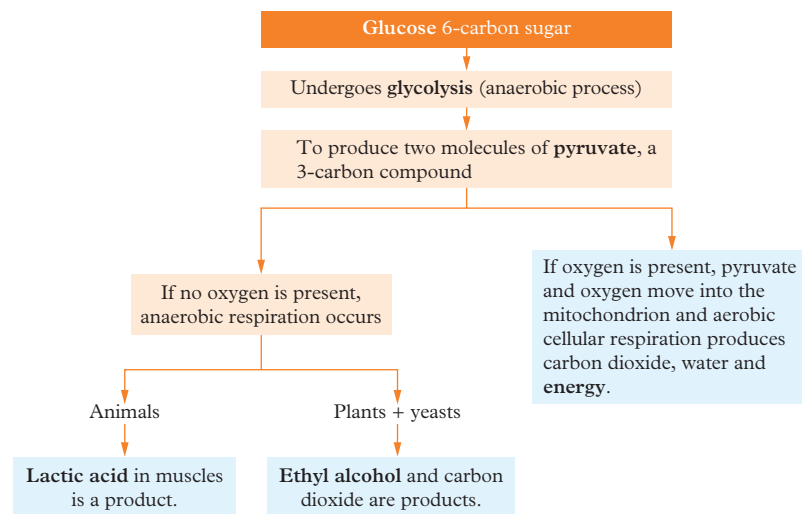 Glucose 6-carbon sugar
Undergoes glycolysis (anaerobic process)
To produce two molecules of pyruvate, a
3-carbon compound
If no oxygen is present,
anaerobic respiration occurs
If oxygen is present, pyruvate
and oxygen move into the
mitochondrion and aerobic
cellular respiration produces
carbon dioxide, water and
energy.
Animals
Plants + yeasts
Lactic acid in muscles
is a product.
Ethyl alcohol and carbon
dioxide are products.